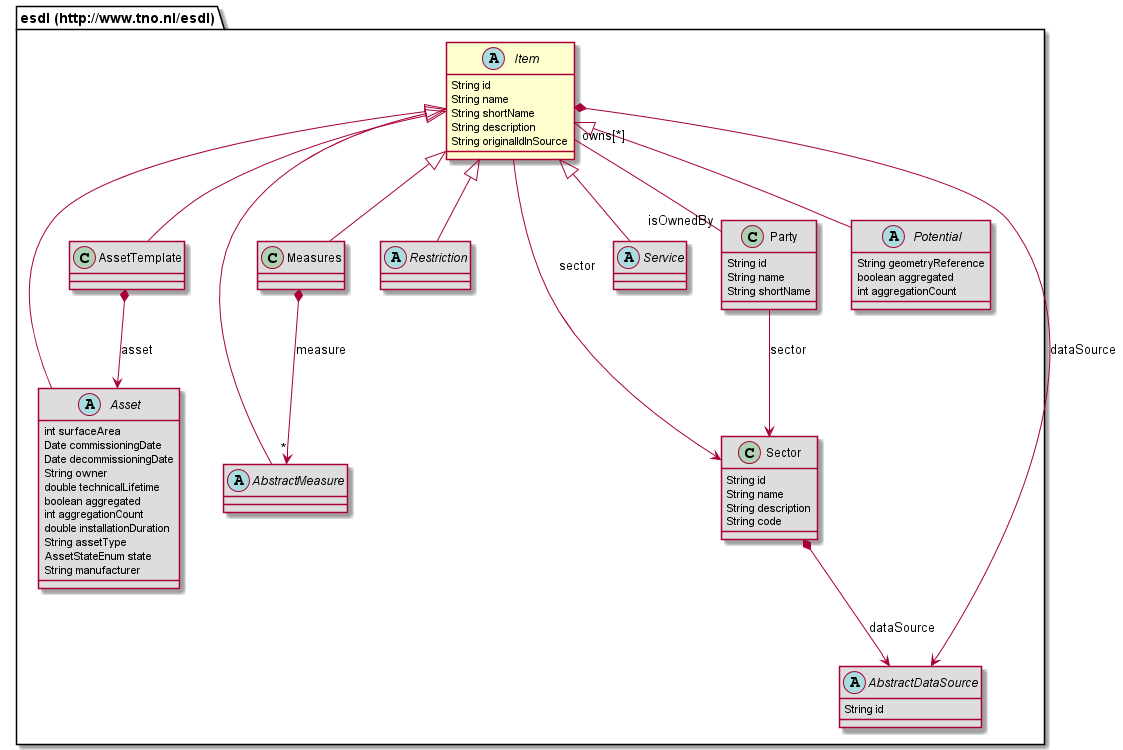 esdl (http://www.tno.nl/esdl)
A Item
String id
String name
String shortName
String description
String originalIdInSource
owns[*]
isOwnedBy
C AssetTemplate
C Measures
A Restriction
A Service
C Party
String id
String name
String shortName
A Potential
String geometryReference
boolean aggregated
int aggregationCount
sector
asset
measure
sector
dataSource
A Asset
int surfaceArea
Date commissioningDate
Date decommissioningDate
String owner
double technicalLifetime
boolean aggregated
int aggregationCount
double installationDuration
String assetType
AssetStateEnum state
String manufacturer
*
A AbstractMeasure
C Sector
String id
String name
String description
String code
dataSource
A AbstractDataSource
String id